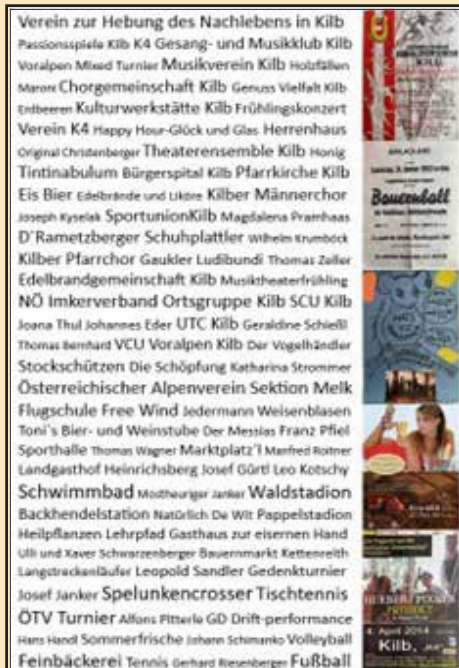 Verein zur Hebung des Nachlebens in Kilb
Passionsspiele Kilb K4 Gesang- und Musikklub Kilb
Voralpen Mixed Turnier Musikverein Kilb Holzfällen
Maroni Chorgemeinschaft Kilb Genuss Vielfalt Kilb
Erdbeeren Kulturwerkstätte Kilb Frühlingskonzert
Verein K4 Happy Hour-Glück und Glas Herrenhaus
Original Christenberger Theaterensemble Kilb Honig
Tintinabulum Bürgerspital Kilb Pfarrkirche Kilb
Eis Bier Edelbrände und Liköre Kilber Männerchor
Joseph Kyselak SportunionKilb Magdalena Pramhaas
D´Rametzberger Schuhplattler Wilhelm Krumböck
Kilber Pfarrchor Gaukler Ludibundi Thomas Zeller
Edelbrandgemeinschaft Kilb Musiktheaterfrühling
NÖ Imkerverband Ortsgruppe Kilb SCU Kilb
Joana Thul Johannes Eder UTC Kilb Geraldine Schießl
Thomas Bernhard VCU Voralpen Kilb Der Vogelhändler
Stockschützen Die Schöpfung Katharina Strommer
Österreichischer Alpenverein Sektion Melk
Flugschule Free Wind Jedermann Weisenblasen
Toni´s Bier- und Weinstube Der Messias Franz Pfiel
Sporthalle Thomas Wagner Marktplatz´l Manfred Roitner
Landgasthof Heinrichsberg Josef Gürtl Leo Kotschy
Schwimmbad Mostheuriger Janker Waldstadion
Backhendelstation Natürlich De Wit Pappelstadion
Heilpflanzen Lehrpfad Gasthaus zur eisernen Hand
Ulli und Xaver Schwarzenberger Bauernmarkt Kettenreith
Langstreckenläufer Leopold Sandler Gedenkturnier
Josef Janker Spelunkencrosser Tischtennis
ÖTV Turnier Alfons Pitterle GD Drift-performance
Hans Handl Sommerfrische Johann Schimanko Volleyball
Feinbäckerei Tennis Gerhard Riesenberger Fußball
KILB
Bauernball
4. April 2014
Kilb,